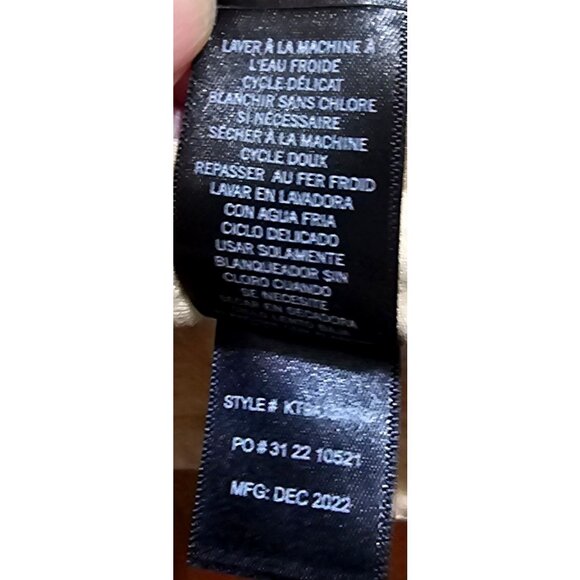 LAVER À LA MACHINE À
L'EAU FROIDE
CYCLE DÉLICAT
BLANCHIR SANS CHLORE
SI NÉCESSAIRE
SÉCHER À LA MACHINE
CYCLE DOUX
REPASSER AU FER FROID
LAVAR EN LAVADORA
CON AGUA FRIA
CICLO DELICADO
USAR SOLAMENTE
BLANQUEADOR SIN
CLORO CUANDO
SE NECESITE
EN SECADORA
STYLE #
PO # 31 22 10521
MFG: DEC 2022